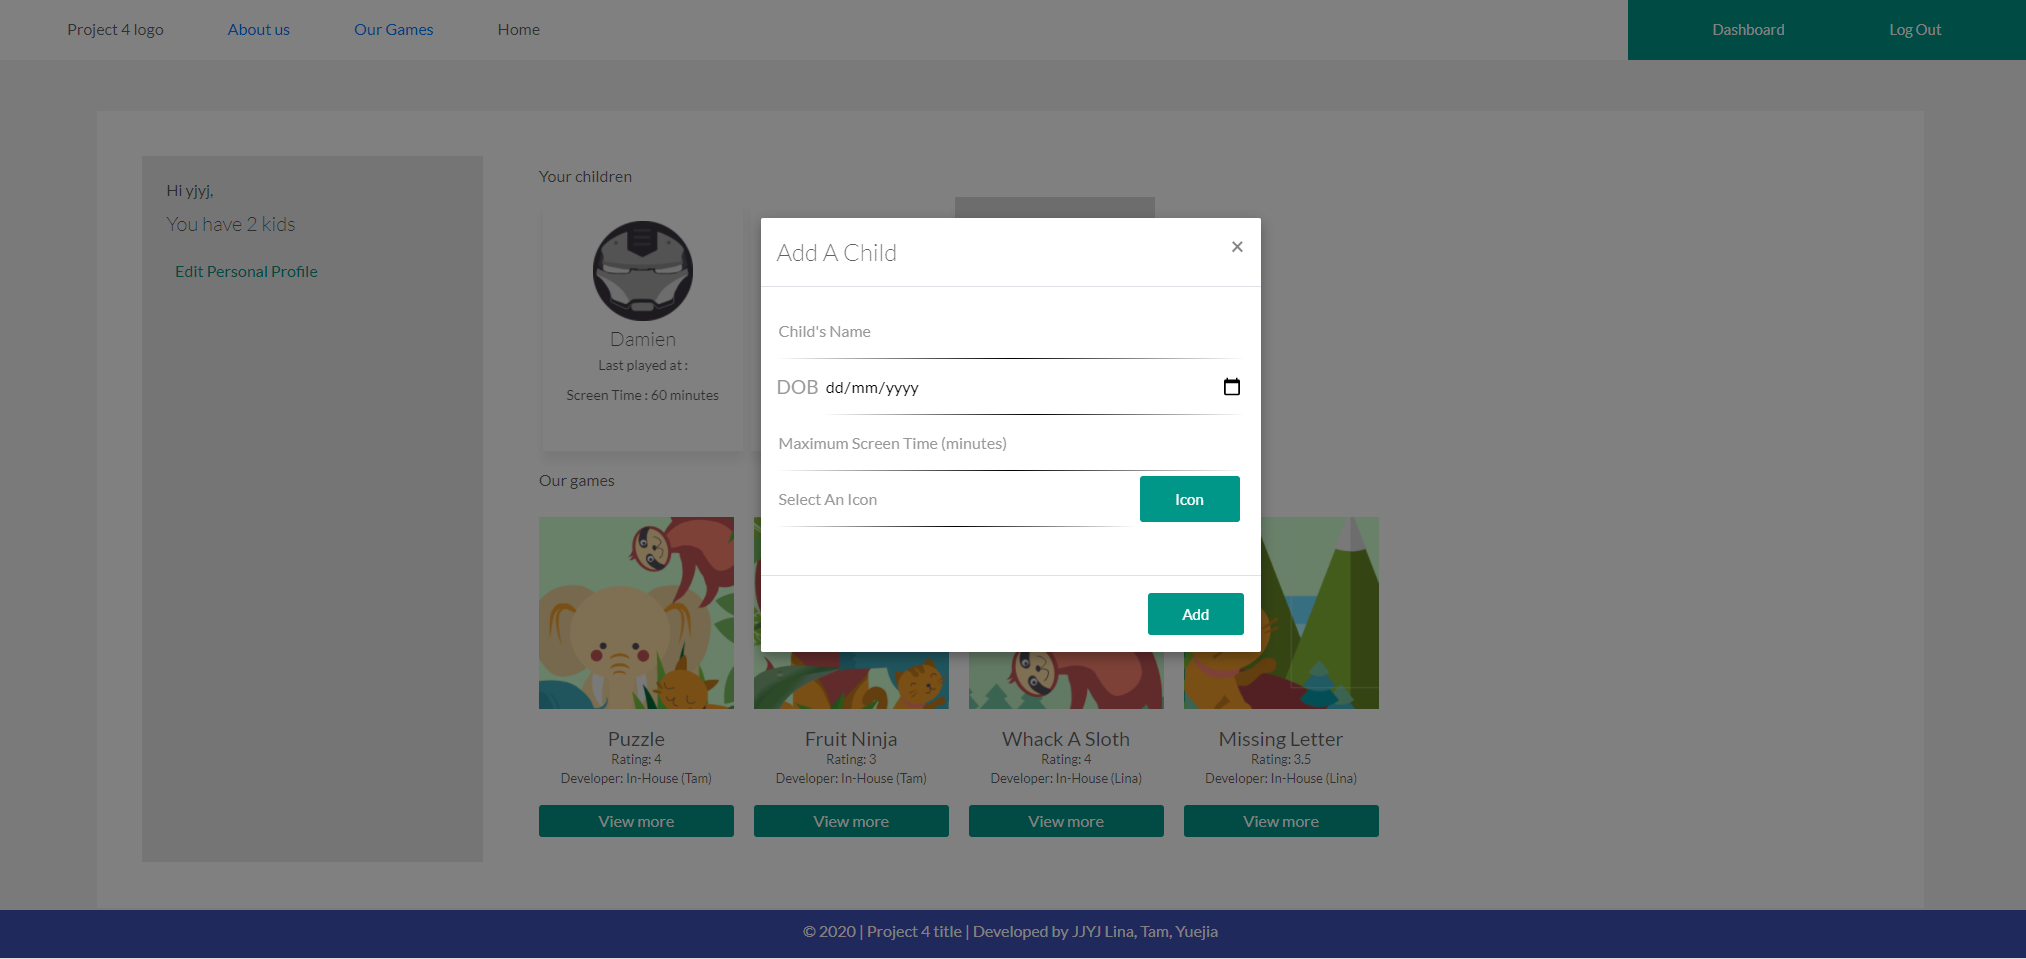 Project 4 logo
About us
Our Games
Home
Dashboard
Log Out
Hi yjyj,
You have 2 kids
Edit Personal Profile
Your children
Damien
Last played at :
Screen Time : 60 minutes
Add A Child
×
Child's Name
DOB dd/mm/yyyy
Maximum Screen Time (minutes)
Select An Icon
Icon
Add
Our games
Puzzle
Rating: 4
Developer: In-House (Tam)
View more
Fruit Ninja
Rating: 3
Developer: In-House (Tam)
View more
Whack A Sloth
Rating: 4
Developer: In-House (Lina)
View more
Missing Letter
Rating: 3.5
Developer: In-House (Lina)
View more
© 2020 | Project 4 title | Developed by JJYJ Lina, Tam, Yuejia